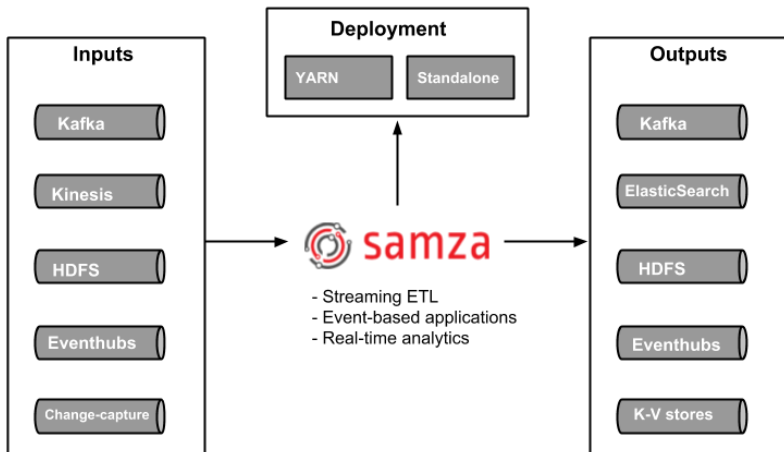 Deployment
YARN
Standalone
Inputs
Kafka
Kinesis
HDFS
Eventhubs
Change-capture
samza
- Streaming ETL
- Event-based applications
- Real-time analytics
Outputs
Kafka
ElasticSearch
HDFS
Eventhubs
K-V stores